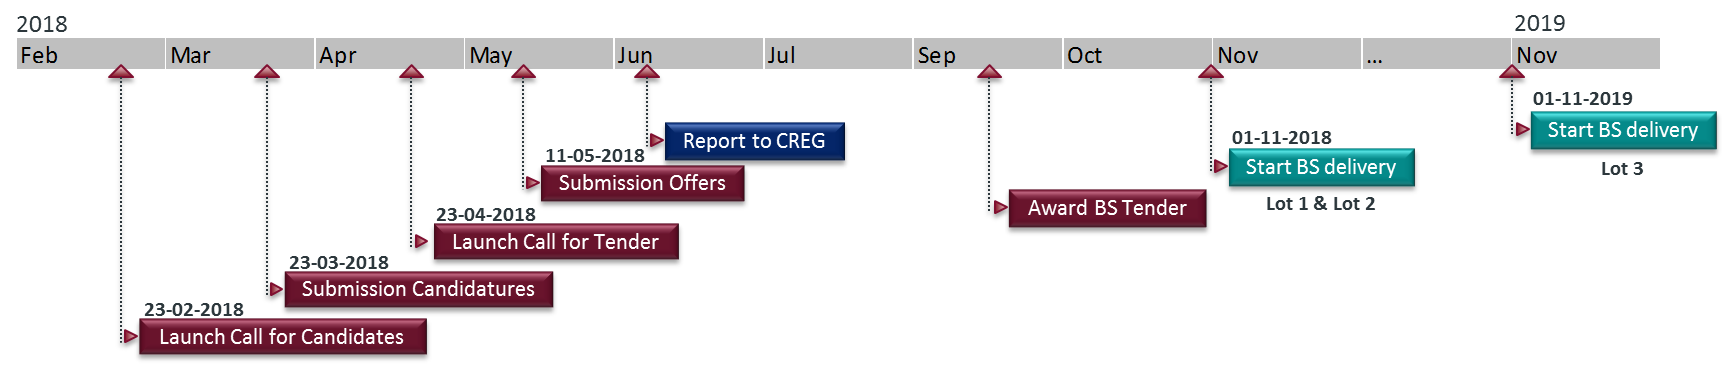 2018
2019
Feb
Mar
Apr
May
Jun
Jul
Sep
Oct
Nov
...
Nov
01-11-2019
Start BS delivery
Lot 3
Report to CREG
01-11-2018
Start BS delivery
Lot 1 & Lot 2
11-05-2018
Submission Offers
Award BS Tender
23-04-2018
Launch Call for Tender
23-03-2018
Submission Candidatures
23-02-2018
Launch Call for Candidates